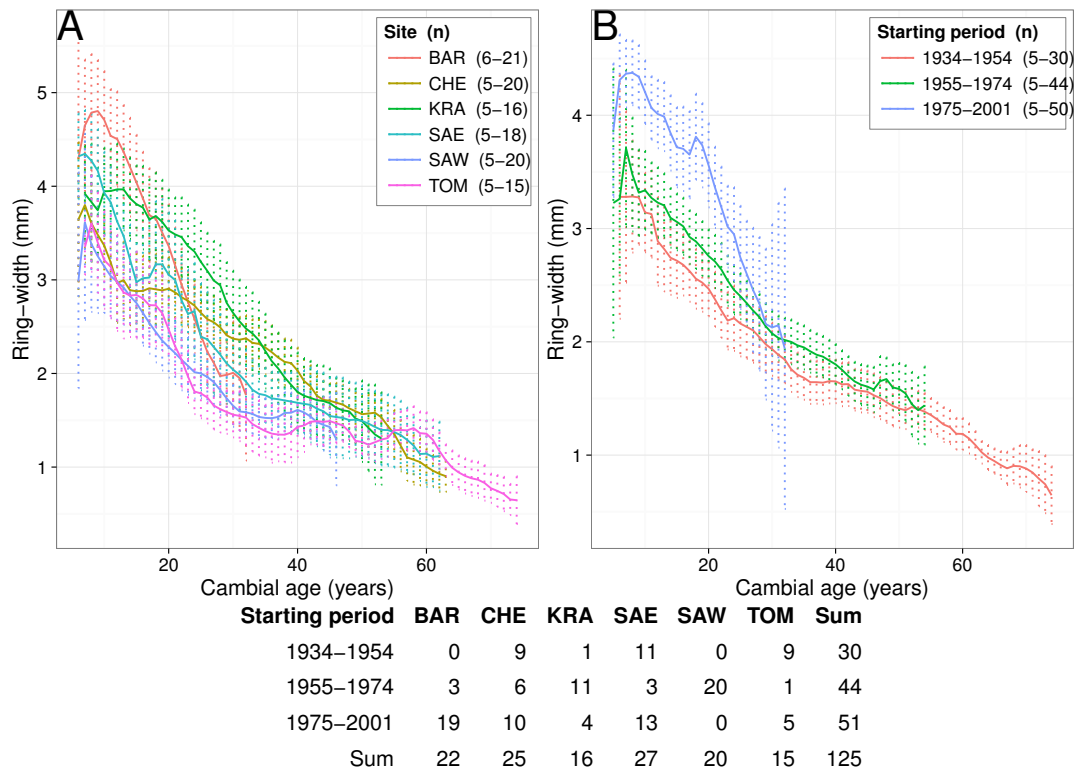 A
Site (n)
BAR (6−21)
CHE (5−20)
KRA (5−16)
SAE (5−18)
SAW (5−20)
TOM (5−15)
Ring−width (mm)
5
4
3
2
1
20 40 60
Cambial age (years)
B
Starting period (n)
1934−1954 (5−30)
1955−1974 (5−44)
1975−2001 (5−50)
Ring−width (mm)
4
3
2
1
20 40 60
Cambial age (years)
Starting period BAR CHE KRA SAE SAW TOM Sum
1934−1954 0 9 1 11 0 9 30
1955−1974 3 6 11 3 20 1 44
1975−2001 19 10 4 13 0 5 51
Sum 22 25 16 27 20 15 125